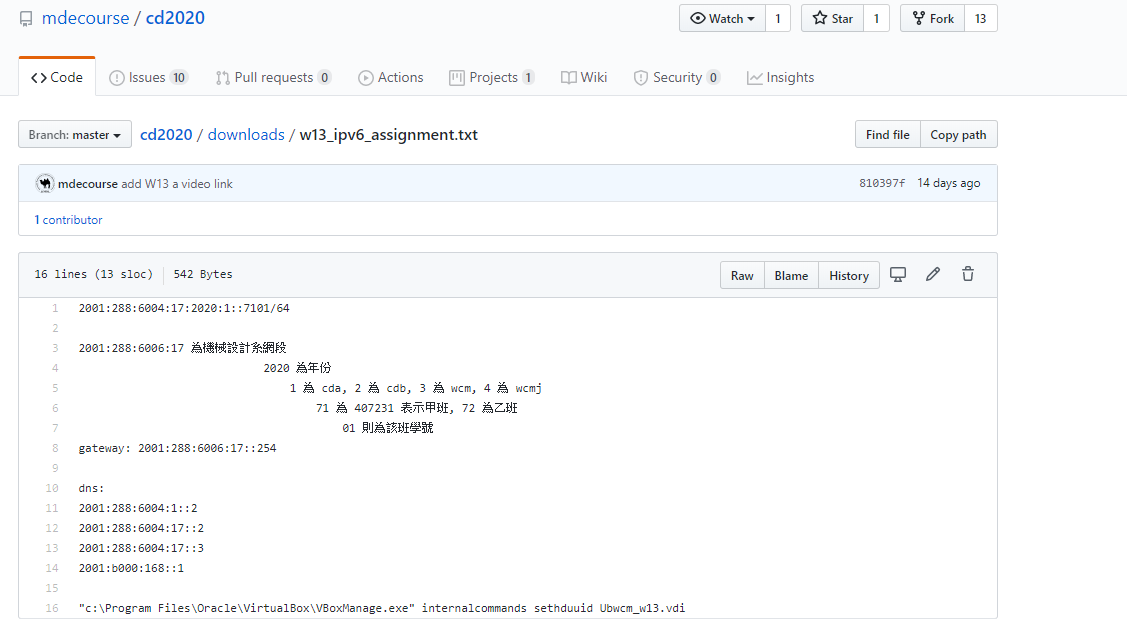 mdecourse / cd2020
Watch 1 Star 1 Fork 13
Code Issues 10 Pull requests 0 Actions Projects 1 Wiki Security 0 Insights
Branch: master cd2020 / downloads / w13_ipv6_assignment.txt Find file Copy path
mdecourse add W13 a video link 810397f 14 days ago
1 contributor
16 lines (13 sloc) 542 Bytes Raw Blame History
1 2001:288:6004:17:2020:1::7101/64
2
3 2001:288:6006:17 為機械設計系網段
4 2020 為年份
5 1 為 cda, 2 為 cdb, 3 為 wcm, 4 為 wcmj
6 71 為 407231 表示甲班, 72 為乙班
7 01 則為該班學號
8 gateway: 2001:288:6006:17::254
9
10 dns:
11 2001:288:6004:1::2
12 2001:288:6004:17::2
13 2001:288:6004:17::3
14 2001:b000:168::1
15
16 "c:\Program Files\Oracle\VirtualBox\VBoxManage.exe" internalcommands sethduuid Ubwcm_w13.vdi